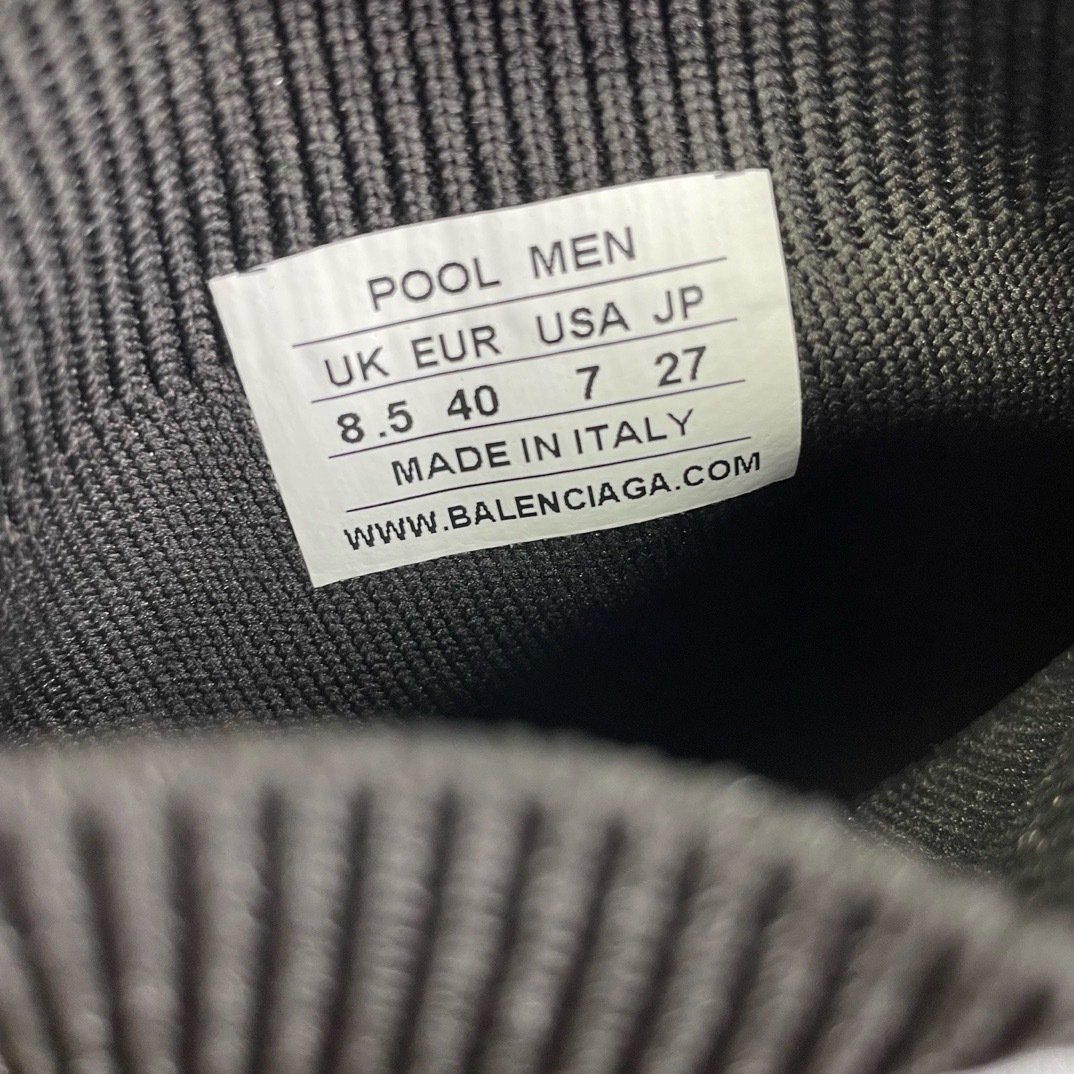 POOL MEN
UK EUR USA JP
8.5 40 7 27
MADE IN ITALY
WWW.BALENCIAGA.COM